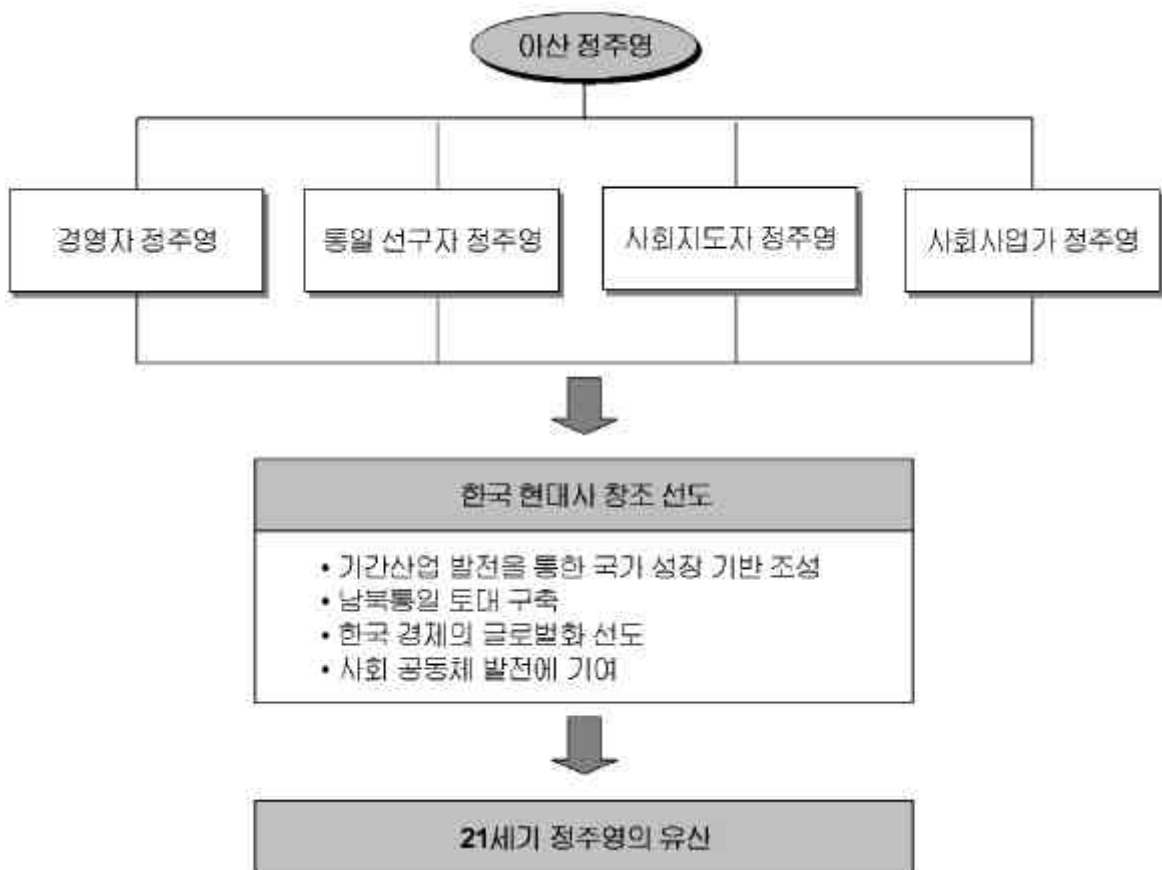 아산 정주영
경영자 정주영
통일 선구자 정주영
사회지도자 정주영
사회사업가 정주영
한국 현대사 창조 선도
• 기간산업 발전을 통한 국가 성장 기반 조성
• 남북통일 토대 구축
• 한국 경제의 글로벌화 선도
• 사회 공동체 발전에 기여
21세기 정주영의 유산